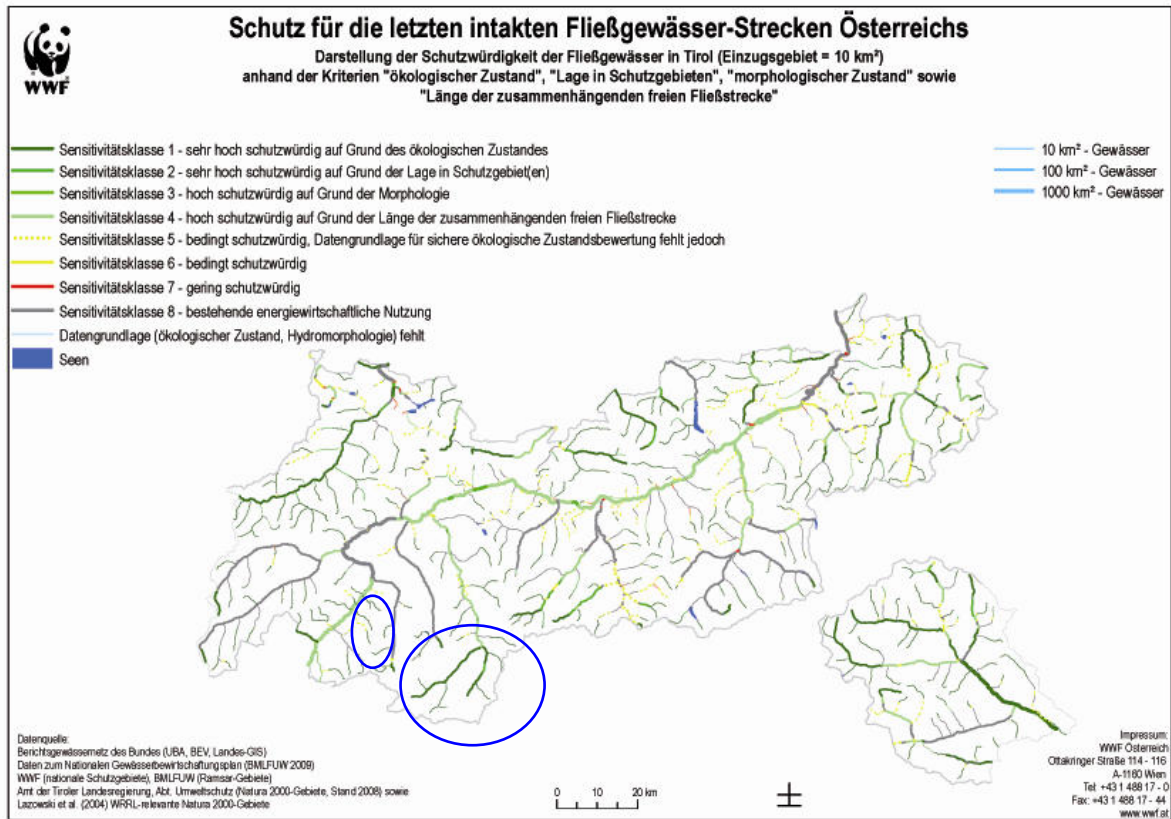 Schutz für die letzten intakten Fließgewässer-Strecken Österreichs
Darstellung der Schutzwürdigkeit der Fließgewässer in Tirol (Einzugsgebiet = 10 km²)
anhand der Kriterien "ökologischer Zustand", "Lage in Schutzgebieten", "morphologischer Zustand" sowie
"Länge der zusammenhängenden freien Fließstrecke"
WWF
Sensitivitätsklasse 1 - sehr hoch schutzwürdig auf Grund des ökologischen Zustandes
Sensitivitätsklasse 2 - sehr hoch schutzwürdig auf Grund der Lage in Schutzgebiet(en)
Sensitivitätsklasse 3 - hoch schutzwürdig auf Grund der Morphologie
Sensitivitätsklasse 4 - hoch schutzwürdig auf Grund der Länge der zusammenhängenden freien Fließstrecke
Sensitivitätsklasse 5 - bedingt schutzwürdig, Datengrundlage für sichere ökologische Zustandsbewertung fehlt jedoch
Sensitivitätsklasse 6 - bedingt schutzwürdig
Sensitivitätsklasse 7 - gering schutzwürdig
Sensitivitätsklasse 8 - bestehende energiewirtschaftliche Nutzung
Datengrundlage (ökologischer Zustand, Hydromorphologie) fehlt
Seen
10 km² - Gewässer
100 km² - Gewässer
1000 km² - Gewässer
Datenquelle:
Berichtsgewässernetz des Bundes (UBA, BEV, Landes-GIS)
Daten zum Nationalen Gewässerbewirtschaftungsplan (BMLFUW 2009)
WWF (nationale Schutzgebiete), BMLFUW (Ramsar-Gebiete)
Amt der Tiroler Landesregierung, Abt. Umweltschutz (Natura 2000-Gebiete, Stand 2008) sowie
Lazowski et al. (2004) WRRL-relevante Natura 2000-Gebiete
0 10 20 km
Impressum:
WWF Österreich
Ottakringer Straße 114 - 116
A-1160 Wien
Tel: +43 1 488 17 - 0
Fax: +43 1 488 17 - 44
www.wwf.at